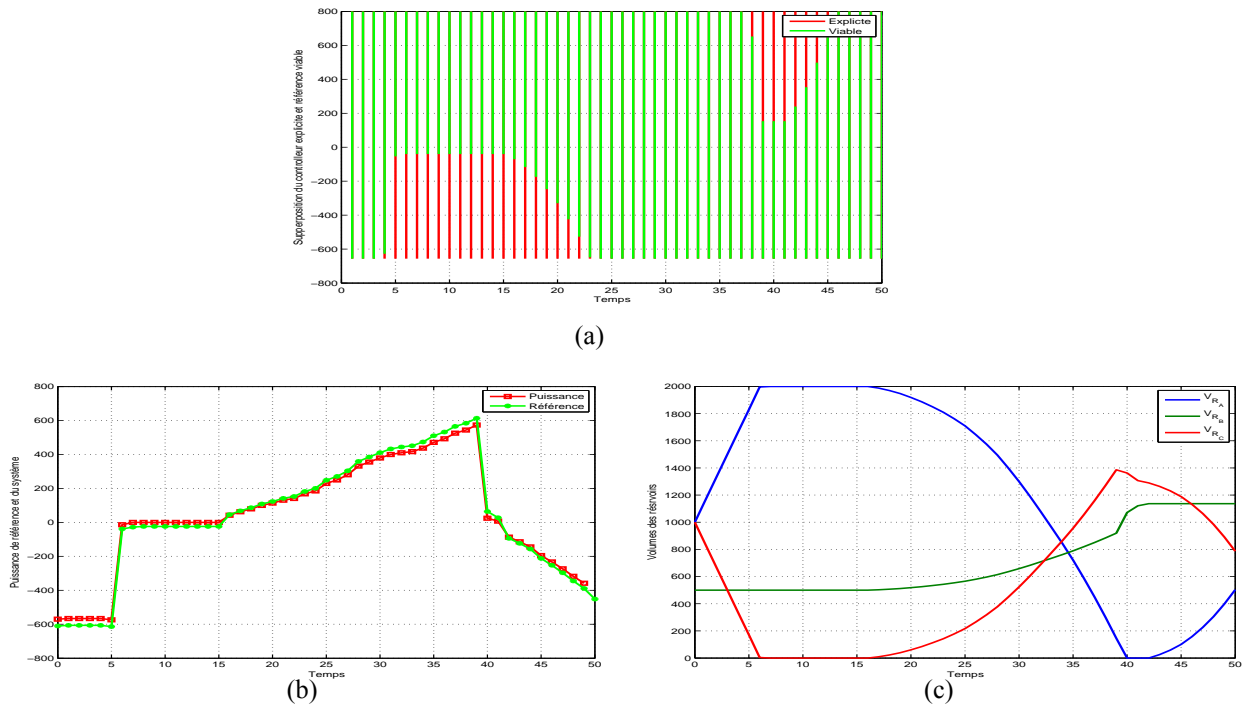 Supperposition du controlleur explicite et référence viable
800
600
400
200
0
−200
−400
−600
−800
0 5 10 15 20 25 30 35 40 45 50
Temps
Explicte
Viable
(a)
Puissance de référence et du système
800
600
400
200
0
−200
−400
−600
−800
0 5 10 15 20 25 30 35 40 45 50
Temps
Puissance
Référence
(b)
Volumes des résrvoirs
2000
1800
1600
1400
1200
1000
800
600
400
200
0
0 5 10 15 20 25 30 35 40 45 50
Temps
V_{R_A}
V_{R_B}
V_{R_C}
(c)